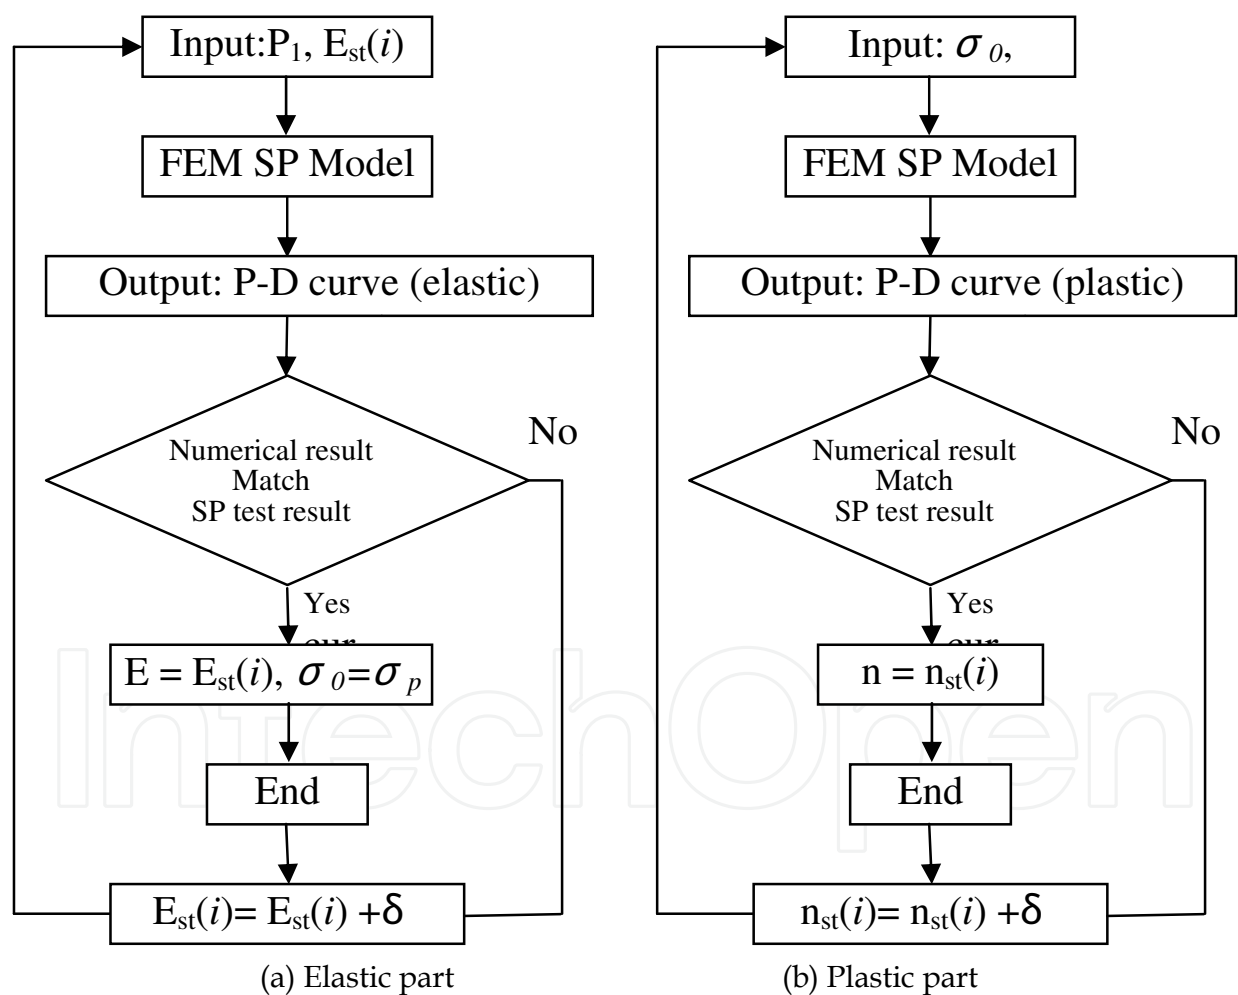 Input:P₁, Eₛₜ(i)
FEM SP Model
Output: P-D curve (elastic)
Numerical result
Match
SP test result
No
Yes
E = Eₛₜ(i), σ₀=σₚ
End
Eₛₜ(i)= Eₛₜ(i) +δ
(a) Elastic part
Input: σ₀,
FEM SP Model
Output: P-D curve (plastic)
Numerical result
Match
SP test result
No
Yes
n = nₛₜ(i)
End
nₛₜ(i)= nₛₜ(i) +δ
(b) Plastic part
IntechOpen